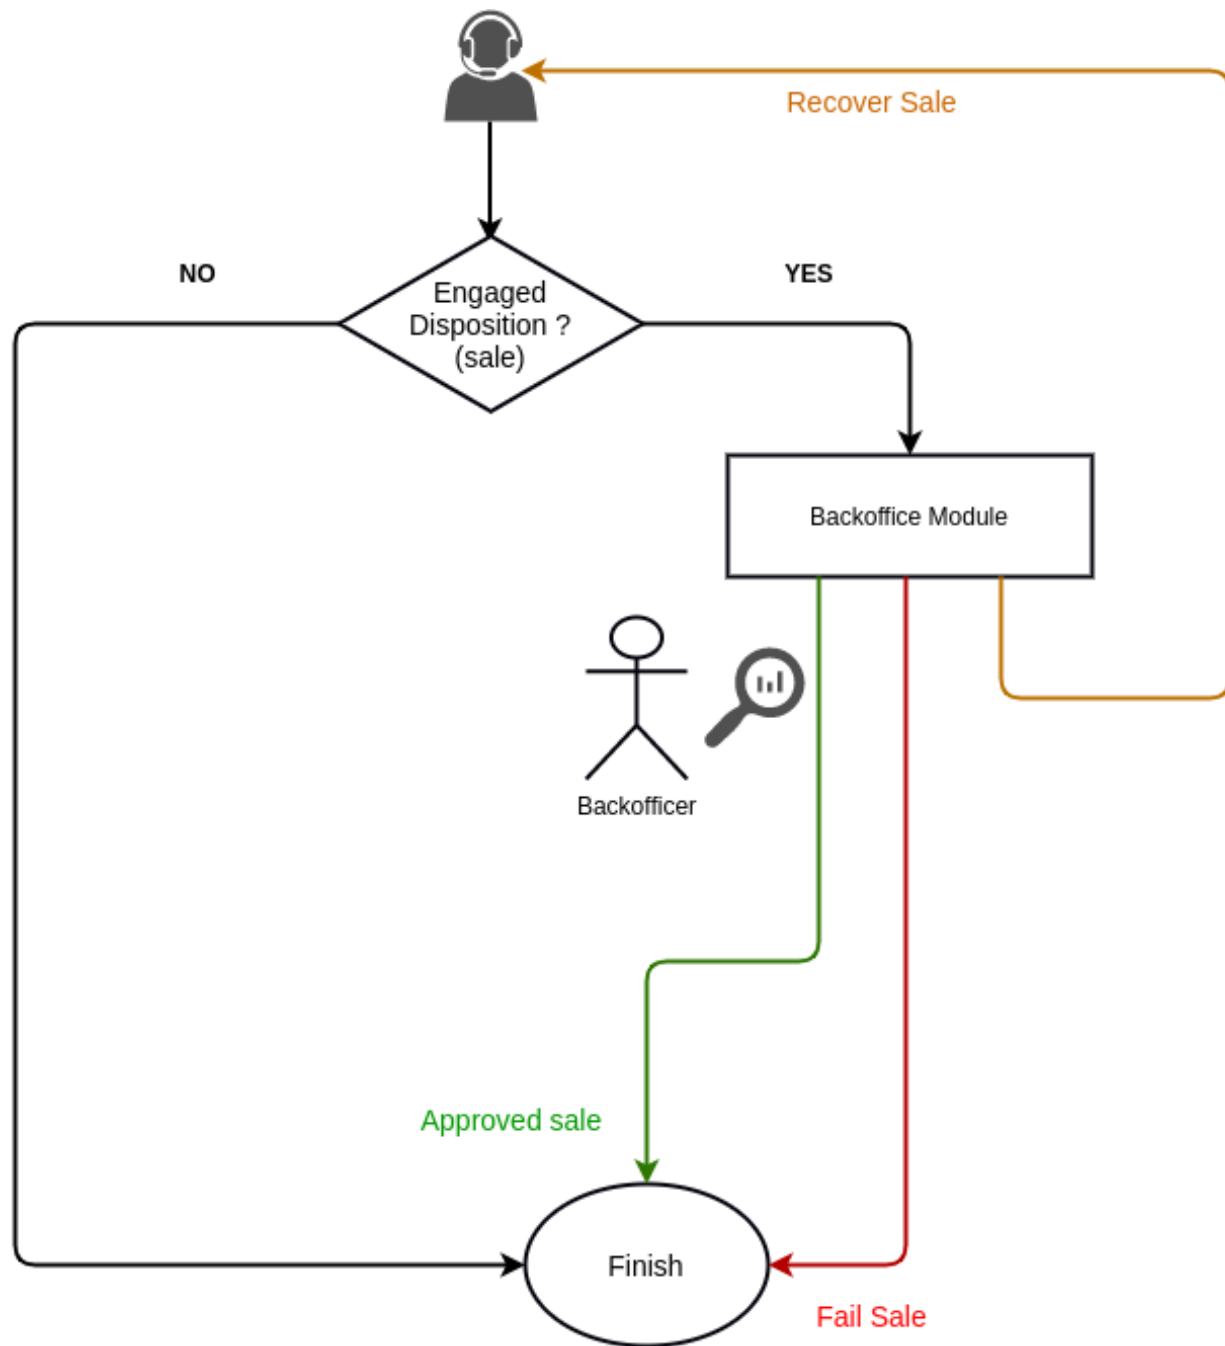 Recover Sale
NO
YES
Engaged
Disposition ?
(sale)
Backoffice Module
Backofficer
Approved sale
Finish
Fail Sale